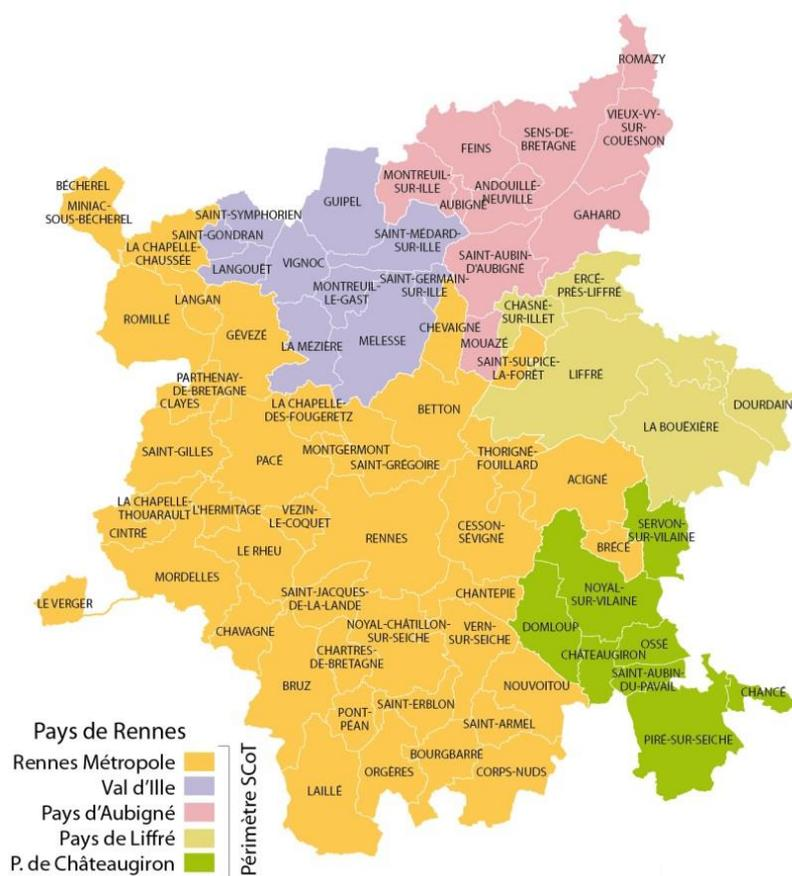 ROMAZY
VIEUX-VY-
SUR-
COUESNON
SENS-DE-
BRETAGNE
FEINS
MONTREUIL-
SUR-ILLE
ANDOUILLÉ-
NEUVILLE
AUBIGNÉ
GAHARD
GUIPEL
BÉCHEREL
MINIAC-
SOUS-BÉCHEREL
SAINT-SYMPHORIEN
SAINT-GONDRAN
LA CHAPELLE-
CHAUSSÉE
LANGOUËT
VIGNOC
SAINT-MÉDARD-
SUR-ILLE
SAINT-AUBIN-
D'AUBIGNÉ
SAINT-GERMAIN-
SUR-ILLE
MONTREUIL-
LE-GAST
ERCÉ-
PRÈS-LIFFRÉ
CHASNÉ-
SUR-ILLET
LANGAN
ROMILLÉ
GÉVEZÉ
CHEVAIGNÉ
LA MÉZIÈRE
MELESSE
MOUAZÉ
SAINT-SULPICE-
LA-FORÊT
LIFFRÉ
PARTHENAY-
DE-BRETAGNE
CLAYES
LA CHAPELLE-
DES-FOUGERETZ
BETTON
DOURDAIN
LA BOUËXIÈRE
SAINT-GILLES
PACÉ
MONTGERMONT
SAINT-GRÉGOIRE
THORIGNÉ-
FOUILLARD
ACIGNÉ
LA CHAPELLE-
THOUARAULT
L'HERMITAGE
VEZIN-
LE-COQUET
CINTRÉ
LE RHEU
RENNES
CESSON-
SÉVIGNÉ
SERVON-
SUR-VILAINE
BRÉCÉ
MORDELLES
LE VERGER
SAINT-JACQUES-
DE-LA-LANDE
CHANTEPIE
NOYAL-
SUR-VILAINE
CHAVAGNE
NOYAL-CHÂTILLON-
SUR-SEICHE
VERN-
SUR-SEICHE
DOMLOUP
CHÂTEAUGIRON
OSSÉ
CHARTRES-
DE-BRETAGNE
SAINT-AUBIN-
DU-PAVAIL
BRUZ
NOUVOITOU
CHANCÉ
PONT-
PÉAN
SAINT-ERBLON
SAINT-ARMEL
PIRÉ-SUR-SEICHE
BOURGBARRÉ
LAILLÉ
ORGÈRES
CORPS-NUDS
Pays de Rennes
Rennes Métropole
Val d'Ille
Pays d'Aubigné
Pays de Liffré
P. de Châteaugiron
Périmètre SCoT